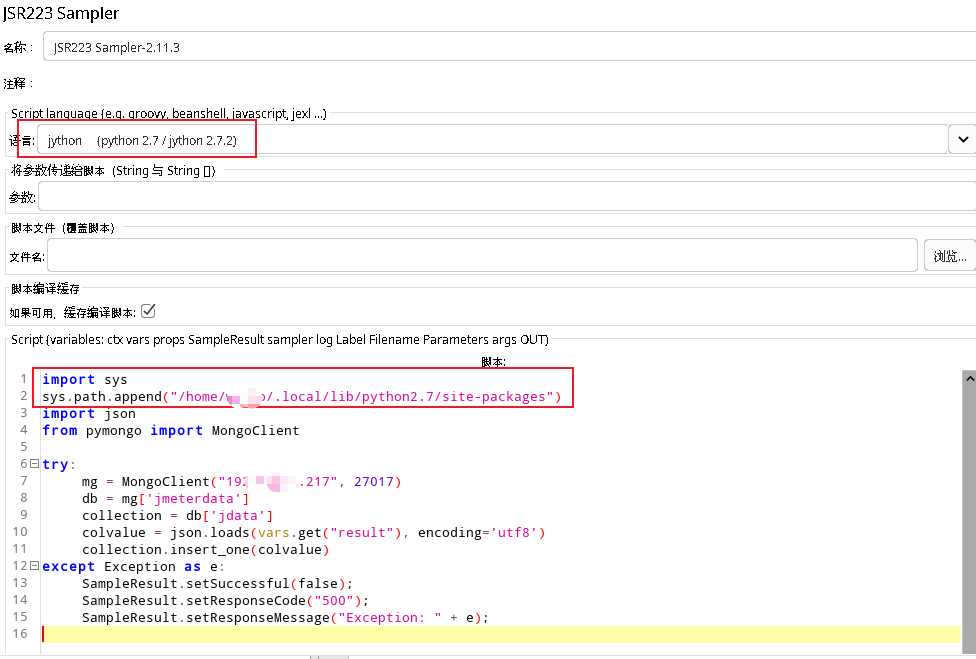 JSR223 Sampler
名称: JSR223 Sampler-2.11.3
注释:
Script language (e.g. groovy, beanshell, javascript, jexl ...)
语言: jython (python 2.7 / jython 2.7.2)
将参数传递给脚本 (String 与 String [])
参数:
脚本文件 (覆盖脚本)
文件名: 浏览...
脚本编译缓存
如果可用, 缓存编译脚本:
Script (variables: ctx vars props SampleResult sampler log Label Filename Parameters args OUT)
脚本:
1 import sys
2 sys.path.append("/home/ /.local/lib/python2.7/site-packages")
3 import json
4 from pymongo import MongoClient
5
6 try:
7 mg = MongoClient("192 .217", 27017)
8 db = mg['jmeterdata']
9 collection = db['jdata']
10 colvalue = json.loads(vars.get("result"), encoding='utf8')
11 collection.insert_one(colvalue)
12 except Exception as e:
13 SampleResult.setSuccessful(false);
14 SampleResult.setResponseCode("500");
15 SampleResult.setResponseMessage("Exception: " + e);
16